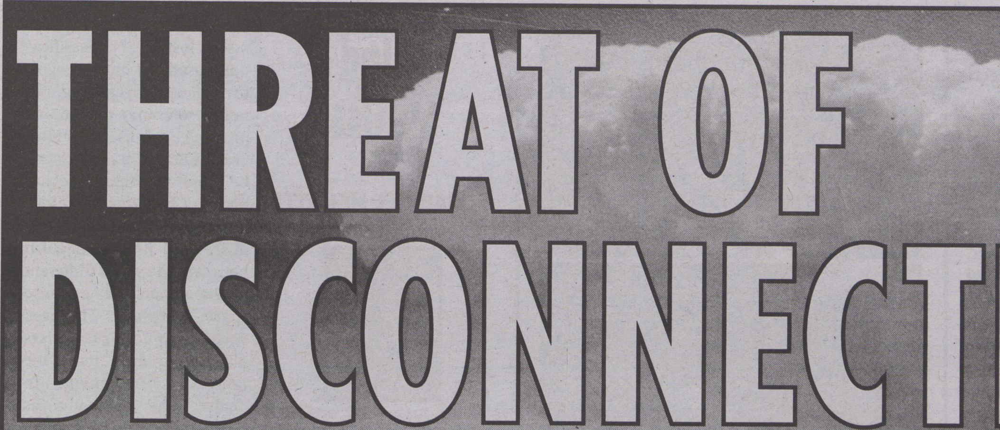 THREAT OF
DISCONNECT